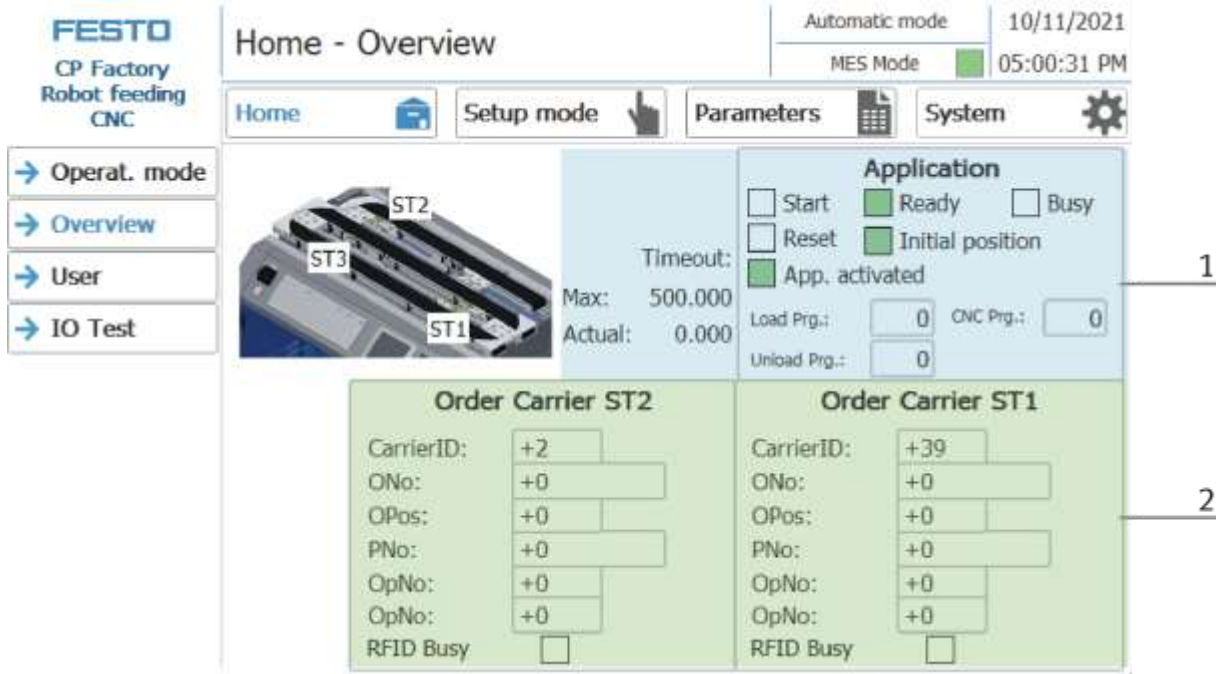 FESTO
CP Factory
Robot feeding
CNC
Home - Overview
Automatic mode
10/11/2021
MES Mode
05:00:31 PM
Home
Setup mode
Parameters
System
Operat. mode
Overview
User
IO Test
ST2
ST3
ST1
Timeout:
Max: 500.000
Actual: 0.000
Application
Start Ready Busy
Reset Initial position
App. activated
Load Prg.: 0 CNC Prg.: 0
Unload Prg.: 0
1
Order Carrier ST2
CarrierID: +2
ONo: +0
OPos: +0
PNo: +0
OpNo: +0
OpNo: +0
RFID Busy
Order Carrier ST1
CarrierID: +39
ONo: +0
OPos: +0
PNo: +0
OpNo: +0
OpNo: +0
RFID Busy
2